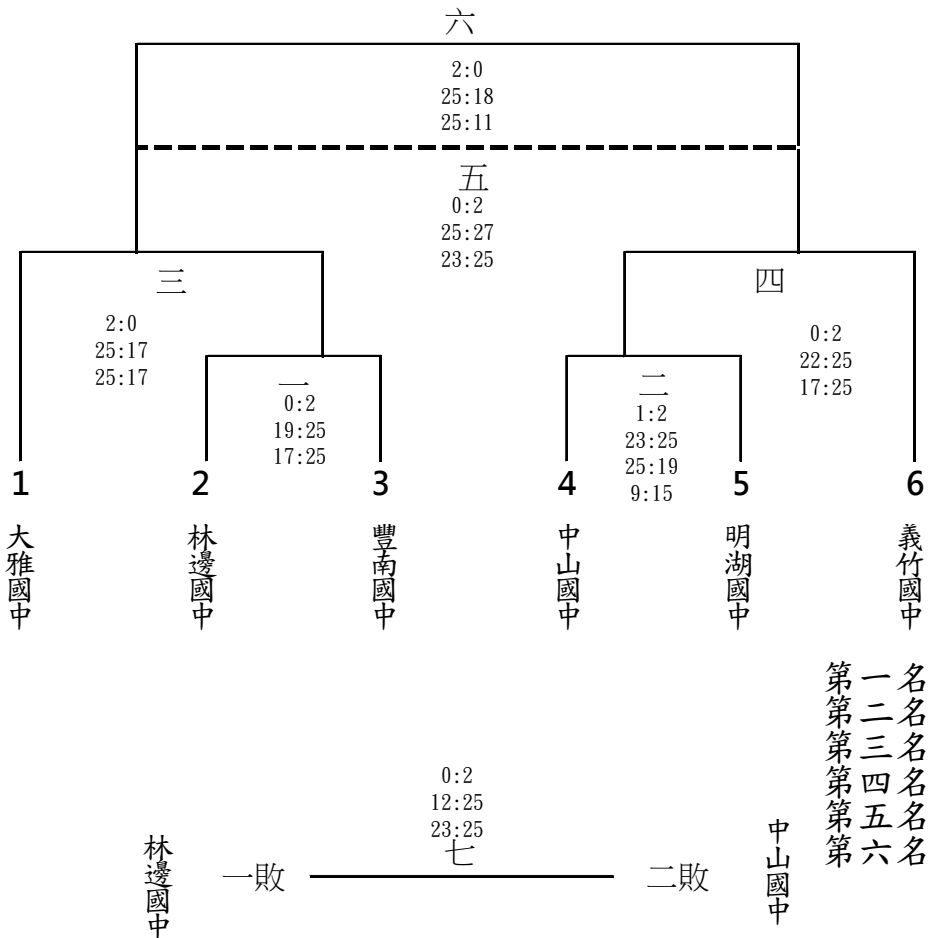 六
2:0
25:18
25:11
五
0:2
25:27
23:25
三
2:0
25:17
25:17
四
0:2
22:25
17:25
一
0:2
19:25
17:25
二
1:2
23:25
25:19
9:15
1
2
3
4
5
6
大雅國中
林邊國中
豐南國中
中山國中
明湖國中
義竹國中
第一名
第二名
第三名
第四名
第五名
第六名
0:2
12:25
23:25
七
林邊國中
一敗
二敗
中山國中